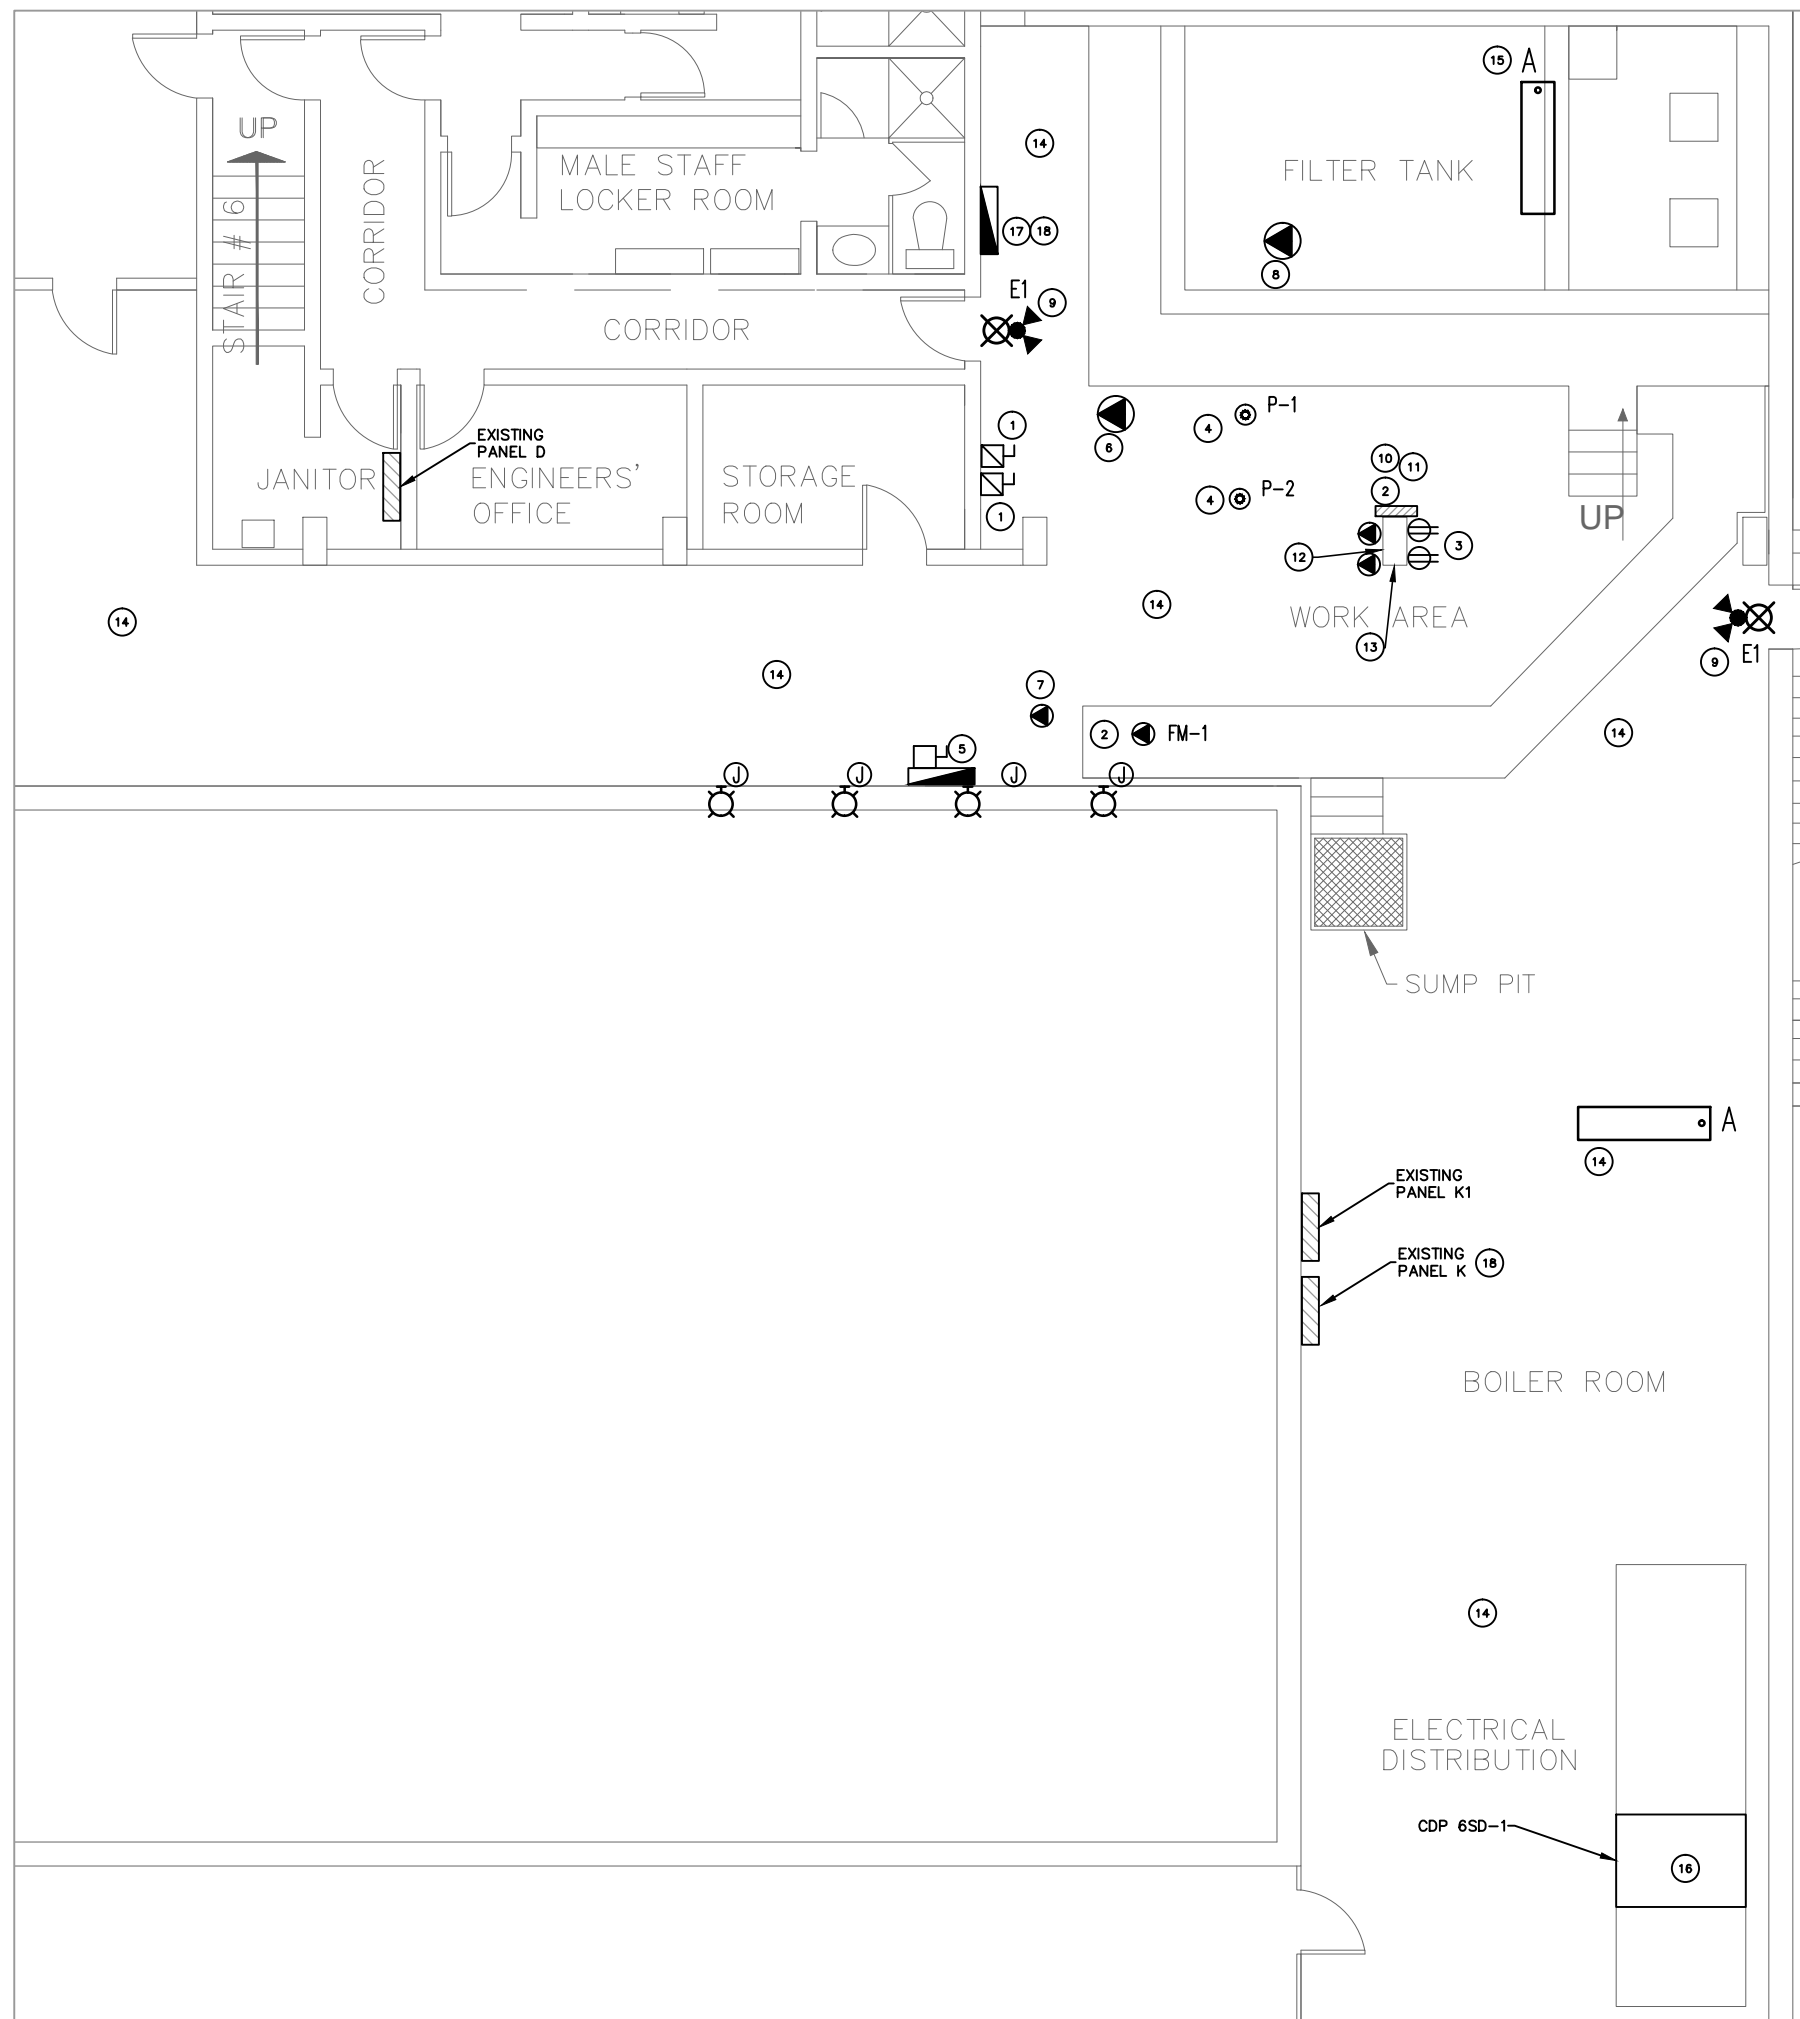 15 A
UP
14
MALE STAFF
LOCKER ROOM
FILTER TANK
CORRIDOR
STAIR # 6
17 18
8
E1 9
CORRIDOR
P-1
4
1
6
EXISTING
PANEL D
JANITOR
ENGINEERS'
OFFICE
STORAGE
ROOM
10 11
2
4 P-2
1
UP
12
3
14
14
WORK AREA
13
9 E1
14
7
2 FM-1
14
5
J J J J
SUMP PIT
A
14
EXISTING
PANEL K1
EXISTING
PANEL K 18
BOILER ROOM
14
ELECTRICAL
DISTRIBUTION
CDP 6SD-1
16